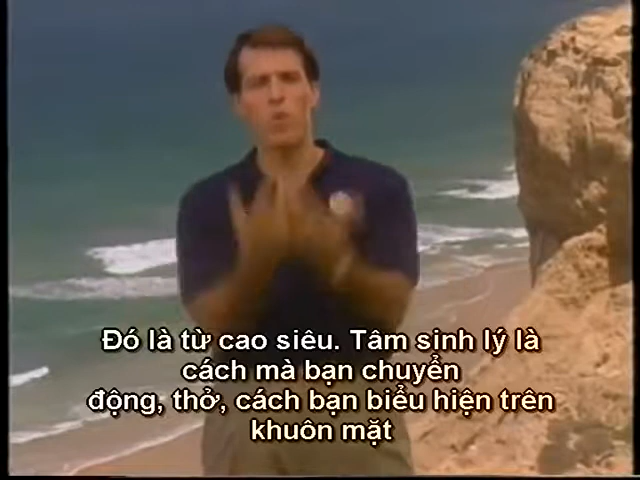 Đó là từ cao siêu. Tâm sinh lý là
cách mà bạn chuyển
động, thở, cách bạn biểu hiện trên
khuôn mặt